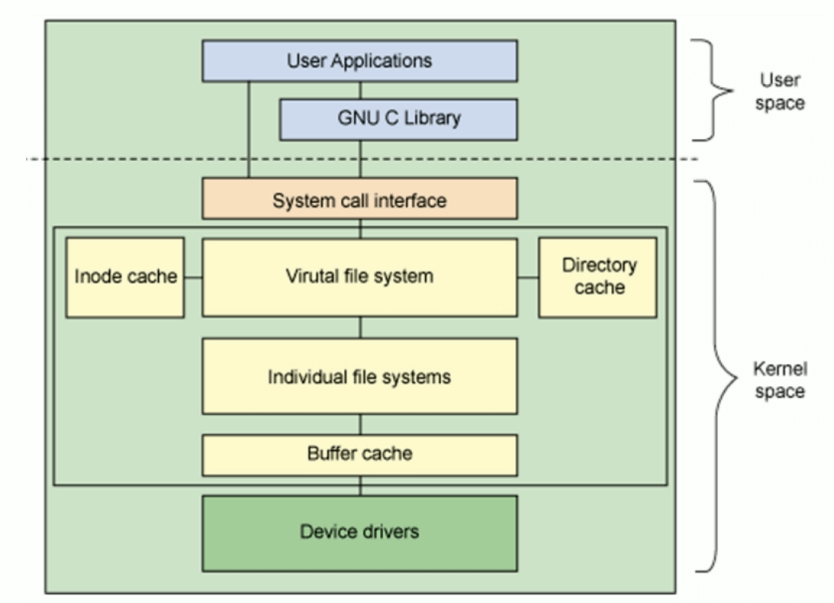 User Applications
User
space
GNU C Library
System call interface
Inode cache
Virutal file system
Directory
cache
Individual file systems
Kernel
space
Buffer cache
Device drivers